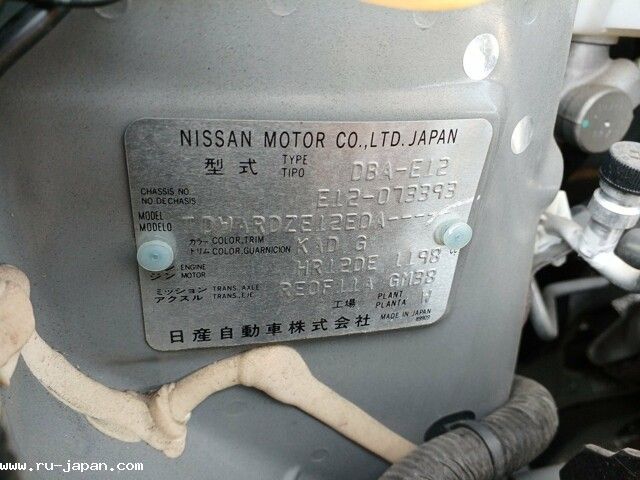 NISSAN MOTOR CO.,LTD.JAPAN
型式 TYPE TIPO DBA-E12
CHASSIS NO. NO.DECHASIS E12-073393
MODEL MODELO
カラー COLOR,TRIM トリム COLOR,GUARNICION KAD G
エンジン ENGINE MOTOR HR12DE 1198 cc
ミッション TRANS. AXLE アクスル TRANS.,EJE RE0F11A GM38
工場 PLANT PLANTA W
日産自動車株式会社 MADE IN JAPAN
www.ru-japan.com